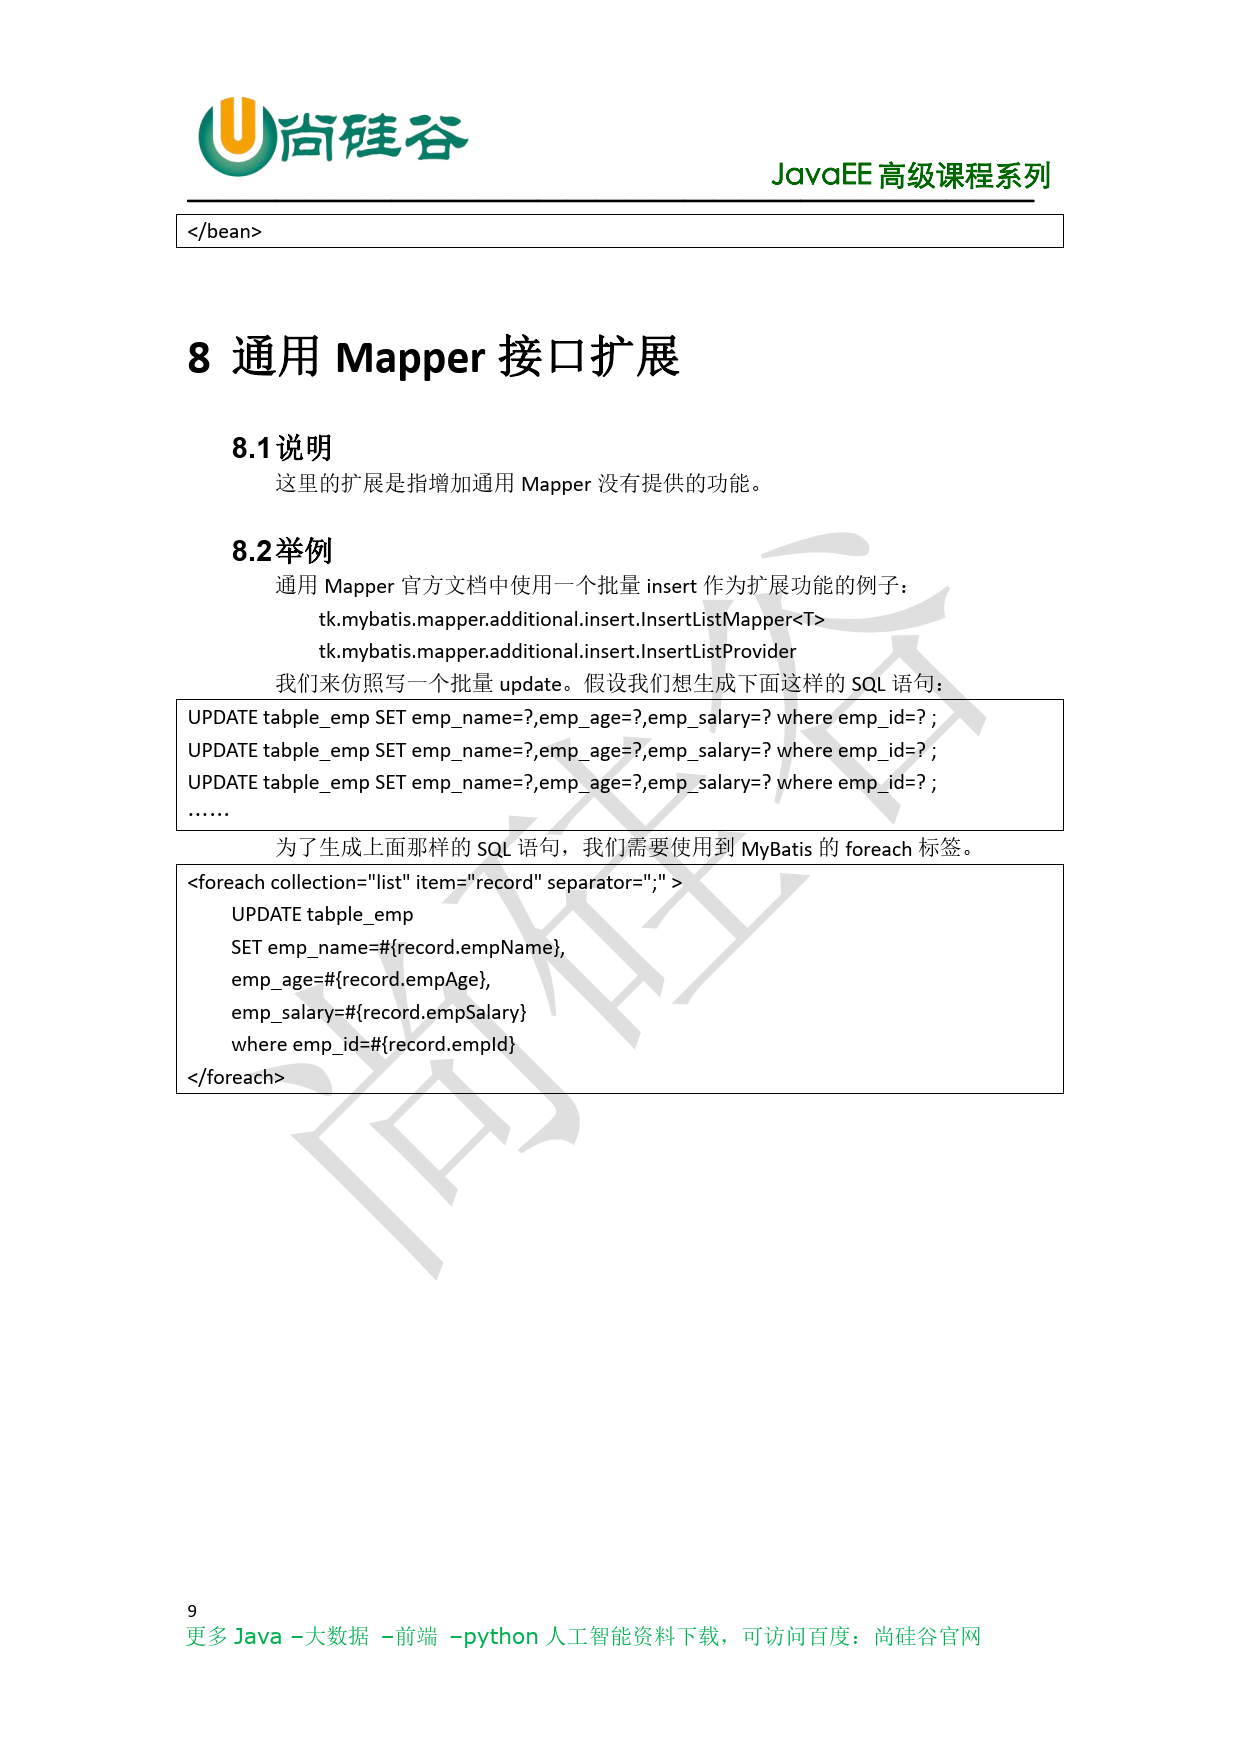 尚硅谷
JavaEE 高级课程系列
</bean>
8 通用 Mapper 接口扩展
8.1说明
这里的扩展是指增加通用 Mapper 没有提供的功能。
8.2举例
通用 Mapper 官方文档中使用一个批量 insert 作为扩展功能的例子：
tk.mybatis.mapper.additional.insert.InsertListMapper<T>
tk.mybatis.mapper.additional.insert.InsertListProvider
我们来仿照写一个批量 update。假设我们想生成下面这样的 SQL 语句：
UPDATE tabple_emp SET emp_name=?,emp_age=?,emp_salary=? where emp_id=? ;
UPDATE tabple_emp SET emp_name=?,emp_age=?,emp_salary=? where emp_id=? ;
UPDATE tabple_emp SET emp_name=?,emp_age=?,emp_salary=? where emp_id=? ;
……
为了生成上面那样的 SQL 语句，我们需要使用到 MyBatis 的 foreach 标签。
<foreach collection="list" item="record" separator=";" >
UPDATE tabple_emp
SET emp_name=#{record.empName},
emp_age=#{record.empAge},
emp_salary=#{record.empSalary}
where emp_id=#{record.empId}
</foreach>
尚硅谷
9
更多 Java –大数据 –前端 –python 人工智能资料下载，可访问百度：尚硅谷官网